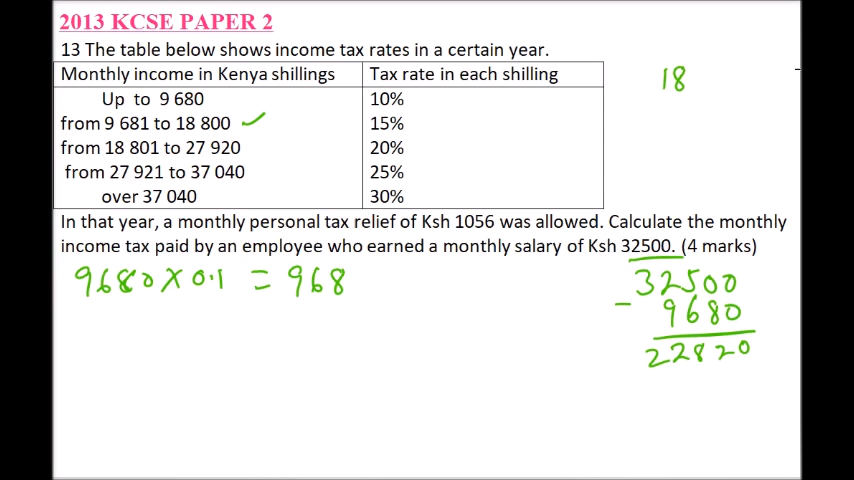 2013 KCSE PAPER 2
13 The table below shows income tax rates in a certain year.
Monthly income in Kenya shillings Tax rate in each shilling
18
Up to 9 680 10%
from 9 681 to 18 800 ✓ 15%
from 18 801 to 27 920 20%
from 27 921 to 37 040 25%
over 37 040 30%
In that year, a monthly personal tax relief of Ksh 1056 was allowed. Calculate the monthly
income tax paid by an employee who earned a monthly salary of Ksh 32500. (4 marks)
9680 × 0.1 = 968
32500
- 9680
22820